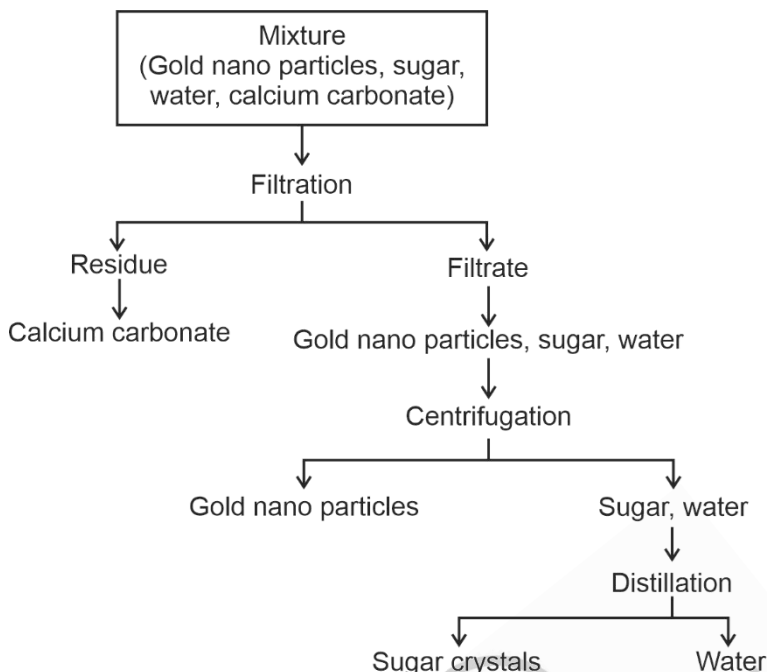 Mixture
(Gold nano particles, sugar,
water, calcium carbonate)
Filtration
Residue
Filtrate
Calcium carbonate
Gold nano particles, sugar, water
Centrifugation
Gold nano particles
Sugar, water
Distillation
Sugar crystals
Water